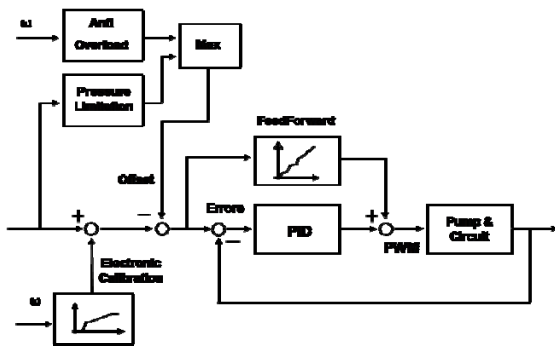 Anti
Overload
Max
Pressure
Limitation
FeedForward
Offset
Errore
PID
Pump &
Circuit
PWM
Electronic
Calibration
+
−
−
+